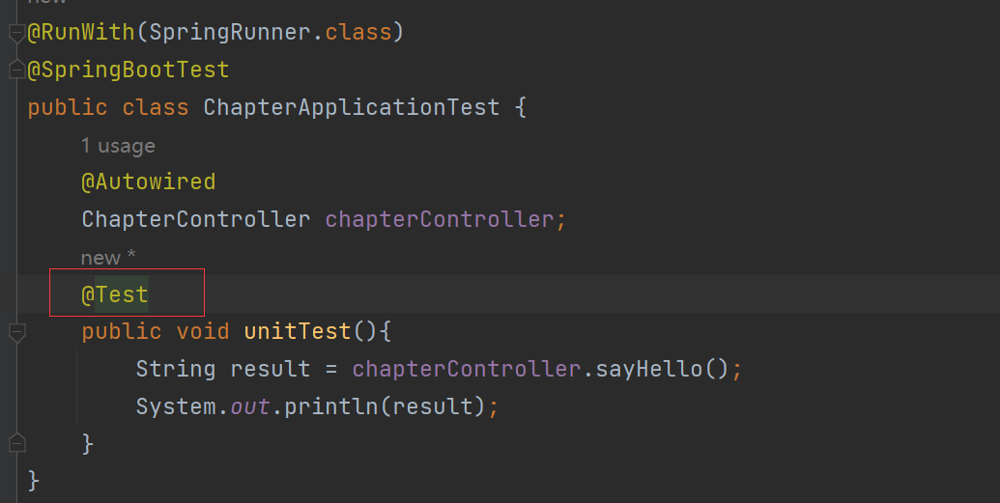 new
@RunWith(SpringRunner.class)
@SpringBootTest
public class ChapterApplicationTest {
1 usage
@Autowired
ChapterController chapterController;
new *
@Test
public void unitTest(){
String result = chapterController.sayHello();
System.out.println(result);
}
}